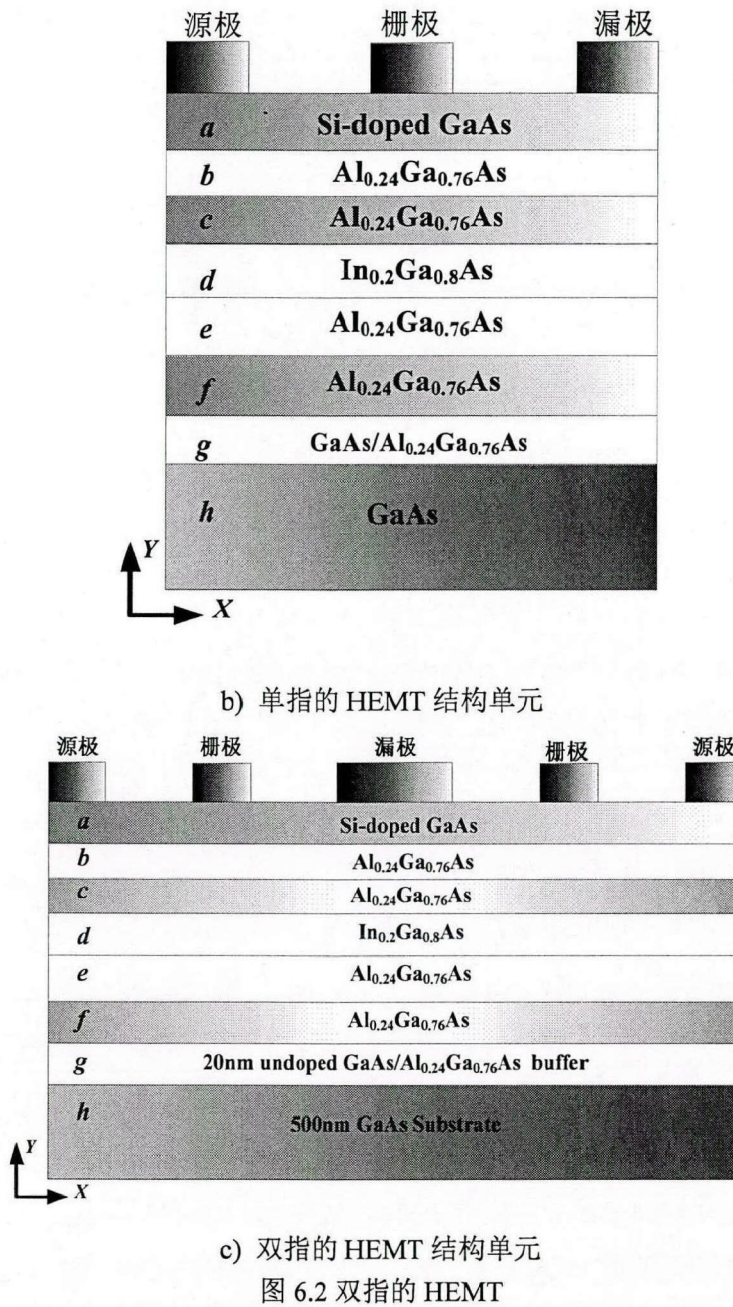 源极 栅极 漏极
a Si-doped GaAs
b Al0.24Ga0.76As
c Al0.24Ga0.76As
d In0.2Ga0.8As
e Al0.24Ga0.76As
f Al0.24Ga0.76As
g GaAs/Al0.24Ga0.76As
h GaAs
Y
X
b) 单指的 HEMT 结构单元
源极 栅极 漏极 栅极 源极
a Si-doped GaAs
b Al0.24Ga0.76As
c Al0.24Ga0.76As
d In0.2Ga0.8As
e Al0.24Ga0.76As
f Al0.24Ga0.76As
g 20nm undoped GaAs/Al0.24Ga0.76As buffer
h 500nm GaAs Substrate
Y
X
c) 双指的 HEMT 结构单元
图 6.2 双指的 HEMT